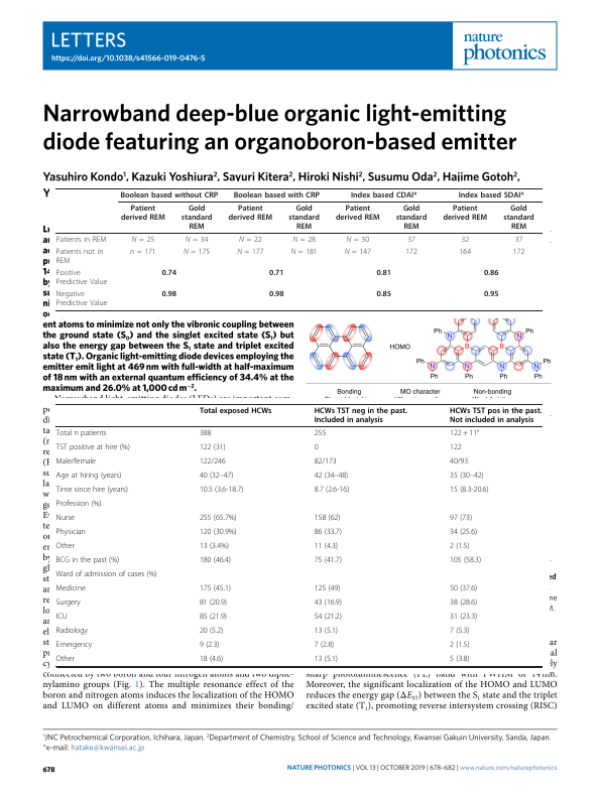 LETTERS
https://doi.org/10.1038/s41566-019-0476-5
nature
photonics
Narrowband deep-blue organic light-emitting
diode featuring an organoboron-based emitter
Yasuhiro Kondo1, Kazuki Yoshiura2, Sayuri Kitera2, Hiroki Nishi2, Susumu Oda2, Hajime Gotoh2,
Boolean based without CRP Boolean based with CRP Index based CDAI* Index based SDAI*
Patient derived REM Gold standard REM Patient derived REM Gold standard REM Patient derived REM Gold standard REM Patient derived REM Gold standard REM
Patients in REM N = 25 N = 34 N = 22 N = 28 N = 30 37 32 37
Patients not in REM n = 171 N = 175 N = 177 N = 181 N = 147 172 164 172
Positive Predictive Value 0.74 0.71 0.81 0.86
Negative Predictive Value 0.98 0.98 0.85 0.95
ent atoms to minimize not only the vibronic coupling between
the ground state (S0) and the singlet excited state (S1) but
also the energy gap between the S1 state and triplet excited
state (T1). Organic light-emitting diode devices employing the
emitter emit light at 469 nm with full-width at half-maximum
of 18 nm with an external quantum efficiency of 34.4% at the
maximum and 26.0% at 1,000 cd m−2.
HOMO
Ph Ph
N N
B B
Ph N N N N Ph
Ph Ph Ph Ph
Bonding MO character Non-bonding
Total exposed HCWs HCWs TST neg in the past. Included in analysis HCWs TST pos in the past. Not included in analysis
Total n patients 388 255 122 + 11
TST positive at hire (%) 122 (31) 0 122
Male/female 122/246 82/173 40/93
Age at hiring (years) 40 (32–47) 42 (34–48) 35 (30–42)
Time since hire (years) 10.5 (3.6-18.7) 8.7 (2.6-16) 15 (8.3-20.6)
Profession (%)
Nurse 255 (65.7%) 158 (62) 97 (73)
Physician 120 (30.9%) 86 (33.7) 34 (25.6)
Other 13 (3.4%) 11 (4.3) 2 (1.5)
BCG in the past (%) 180 (46.4) 75 (41.7) 105 (58.3)
Ward of admission of cases (%)
Medicine 175 (45.1) 125 (49) 50 (37.6)
Surgery 81 (20.9) 43 (16.9) 38 (28.6)
ICU 85 (21.9) 54 (21.2) 31 (23.3)
Radiology 20 (5.2) 13 (5.1) 7 (5.3)
Emergency 9 (2.3) 7 (2.8) 2 (1.5)
Other 18 (4.6) 13 (5.1) 5 (3.8)
connected by two boron and four nitrogen atoms and two diphe-
nylamino groups (Fig. 1). The multiple resonance effect of the
boron and nitrogen atoms induces the localization of the HOMO
and LUMO on different atoms and minimizes their bonding/
Moreover, the significant localization of the HOMO and LUMO
reduces the energy gap (ΔEST) between the S1 state and the triplet
excited state (T1), promoting reverse intersystem crossing (RISC)
1JNC Petrochemical Corporation, Ichihara, Japan. 2Department of Chemistry, School of Science and Technology, Kwansei Gakuin University, Sanda, Japan.
*e-mail: hatake@kwansei.ac.jp
678
NATURE PHOTONICS | VOL 13 | OCTOBER 2019 | 678–682 | www.nature.com/naturephotonics